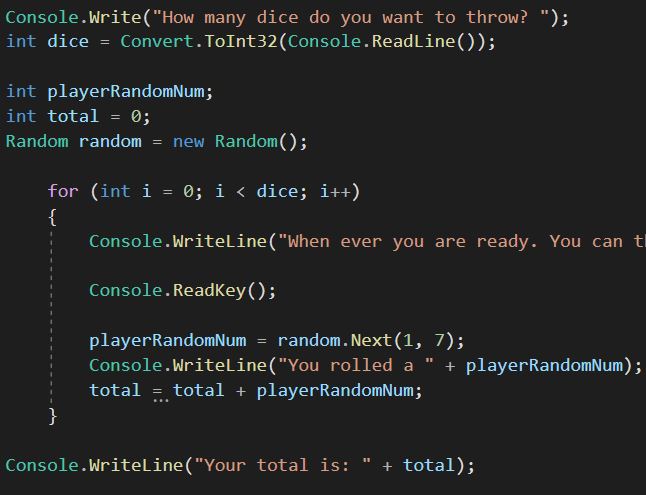 Console.Write("How many dice do you want to throw? ");
int dice = Convert.ToInt32(Console.ReadLine());
int playerRandomNum;
int total = 0;
Random random = new Random();
for (int i = 0; i < dice; i++)
{
Console.WriteLine("When ever you are ready. You can
Console.ReadKey();
playerRandomNum = random.Next(1, 7);
Console.WriteLine("You rolled a " + playerRandomNum);
total = total + playerRandomNum;
}
Console.WriteLine("Your total is: " + total);